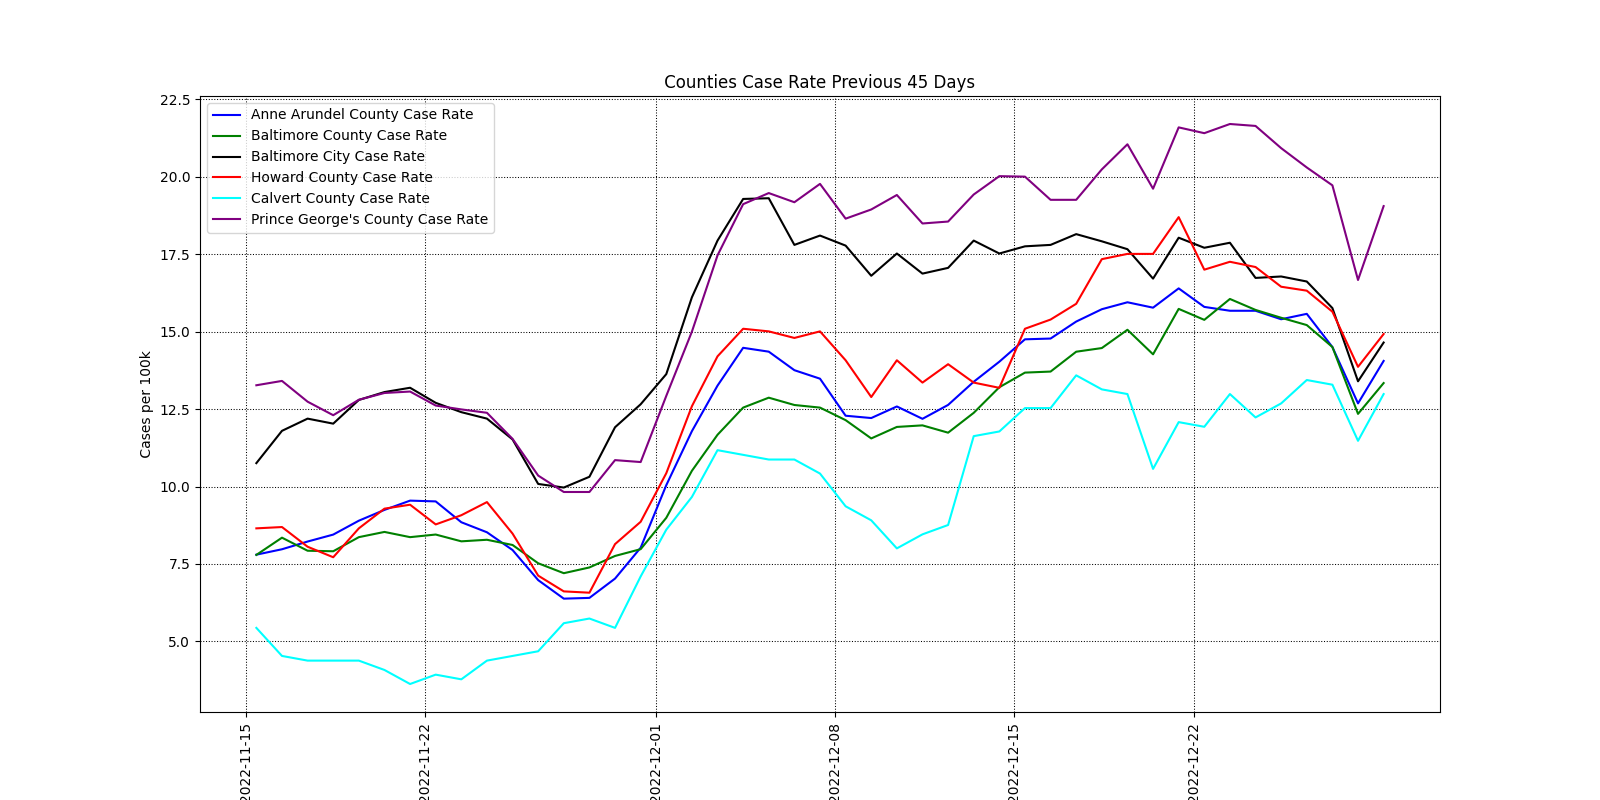 Counties Case Rate Previous 45 Days
22.5
20.0
17.5
15.0
12.5
10.0
7.5
5.0
Cases per 100k
Anne Arundel County Case Rate
Baltimore County Case Rate
Baltimore City Case Rate
Howard County Case Rate
Calvert County Case Rate
Prince George's County Case Rate
2022-11-15
2022-11-22
2022-12-01
2022-12-08
2022-12-15
2022-12-22